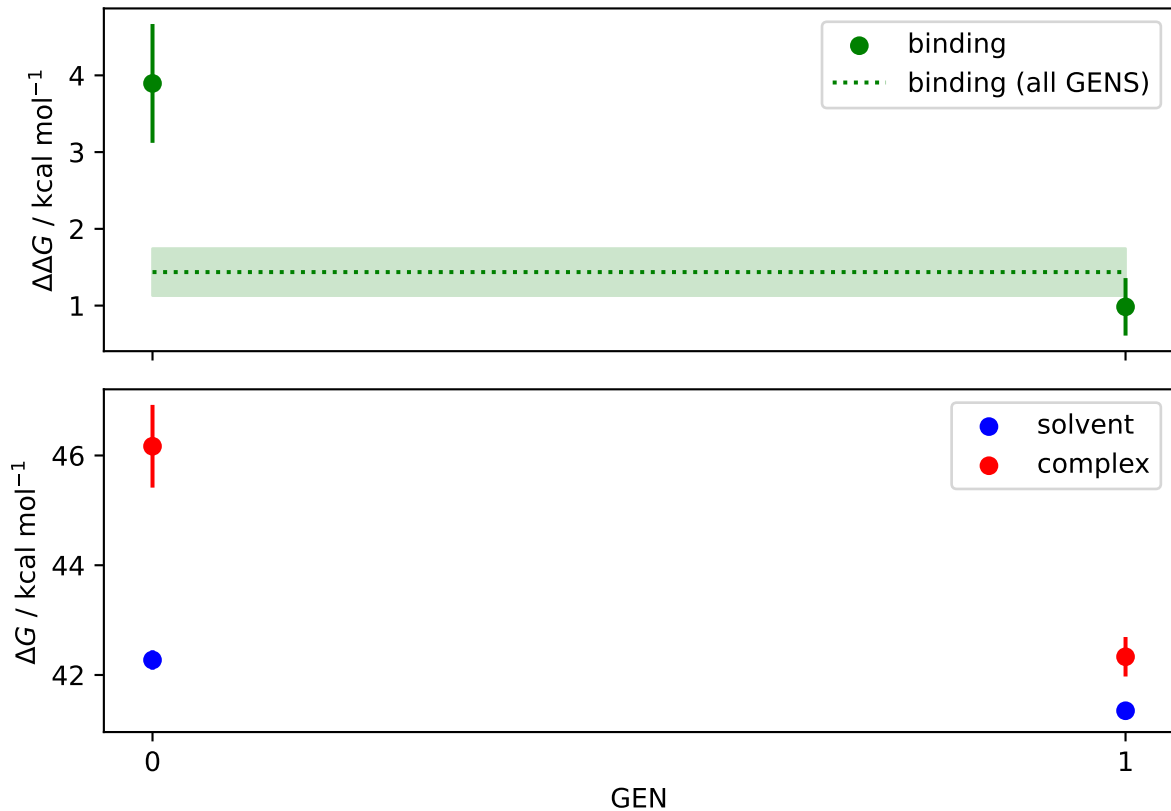 ΔΔG / kcal mol⁻¹
4
3
2
1
binding
binding (all GENS)
ΔG / kcal mol⁻¹
46
44
42
solvent
complex
0
1
GEN